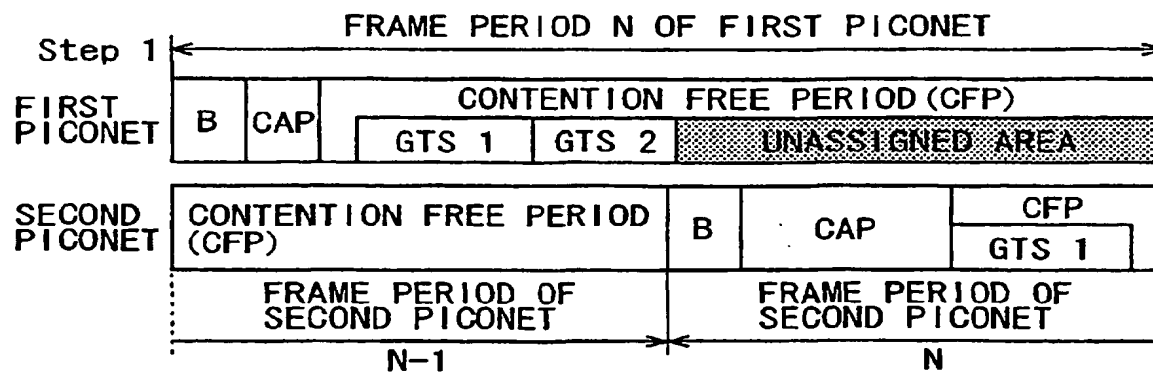 FRAME PERIOD N OF FIRST PICONET
Step 1
FIRST
PICONET
B
CAP
CONTENTION FREE PERIOD(CFP)
GTS 1
GTS 2
UNASSIGNED AREA
SECOND
PICONET
CONTENTION FREE PERIOD
(CFP)
B
CAP
CFP
GTS 1
FRAME PERIOD OF
SECOND PICONET
FRAME PERIOD OF
SECOND PICONET
N-1
N